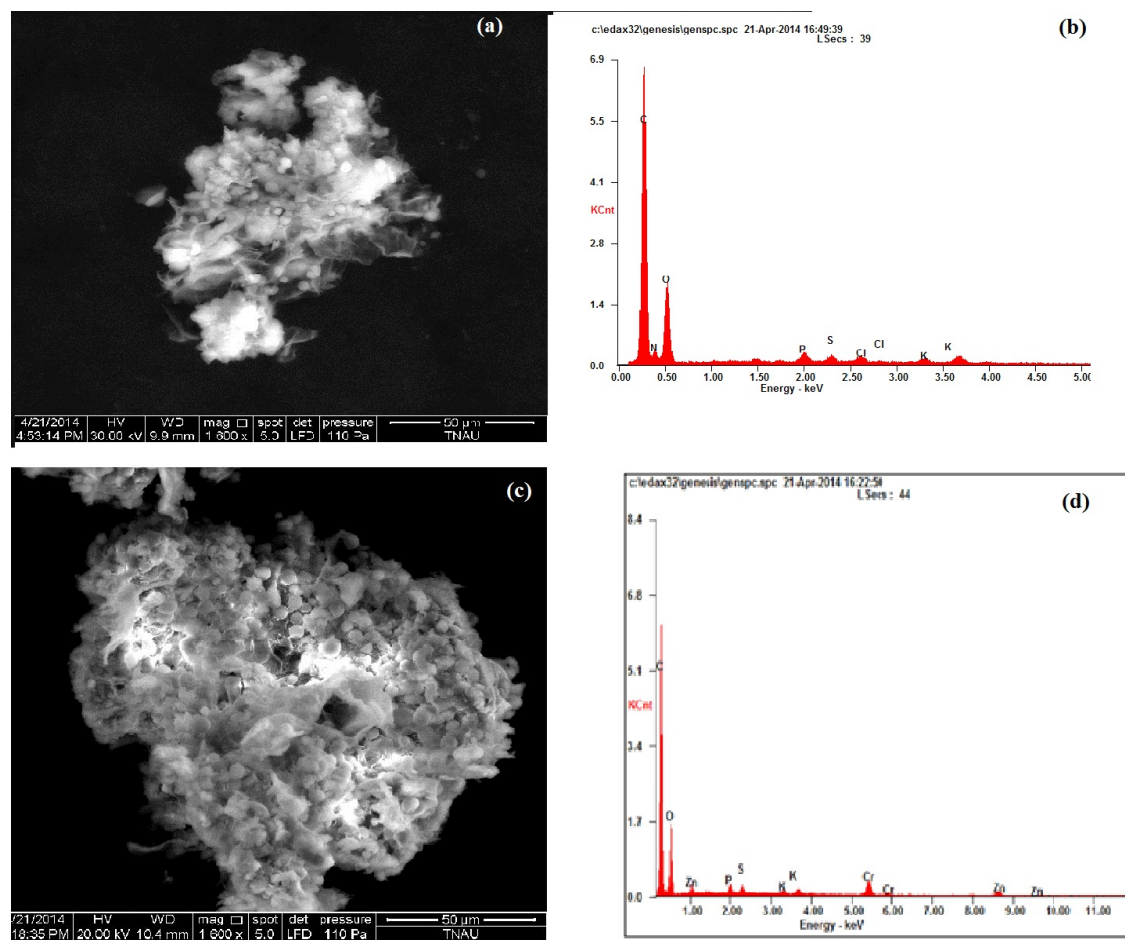 (a)
4/21/2014 HV WD mag □ spot det pressure 50 µm
4:53:14 PM 30.00 kV 9.9 mm 1 600 x 5.0 LFD 110 Pa TNAU
c:\edax32\genesis\genspc.spc 21-Apr-2014 16:49:39
LSecs : 39
(b)
6.9
5.5
4.1
2.8
1.4
0.0
KCnt
C
O
N
P
S
Cl
Cl
K
K
0.00 0.50 1.00 1.50 2.00 2.50 3.00 3.50 4.00 4.50 5.00
Energy - keV
(c)
/21/2014 HV WD mag □ spot det pressure 50 µm
18:35 PM 20.00 kV 10.4 mm 1 600 x 5.0 LFD 110 Pa TNAU
c:\edax32\genesis\genspc.spc 21-Apr-2014 16:22:5
LSecs : 44
(d)
8.4
6.8
5.1
3.4
1.7
0.0
KCnt
C
O
Zn
P
S
K
K
Cr
Cr
Zn
Zn
1.00 2.00 3.00 4.00 5.00 6.00 7.00 8.00 9.00 10.00 11.00
Energy - keV